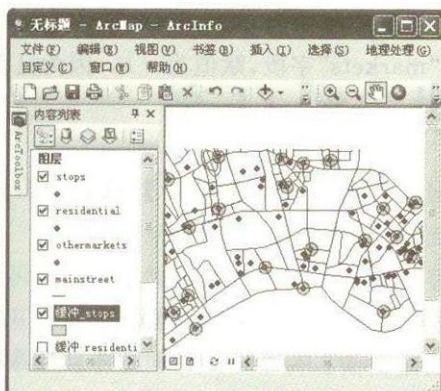 无标题 - ArcMap - ArcInfo
文件(F) 编辑(E) 视图(V) 书签(B) 插入(I) 选择(S) 地理处理(G)
自定义(C) 窗口(W) 帮助(H)
内容列表
ArcToolbox
图层
stops
residential
othermarkets
mainstreet
缓冲_stops
缓冲_residenti